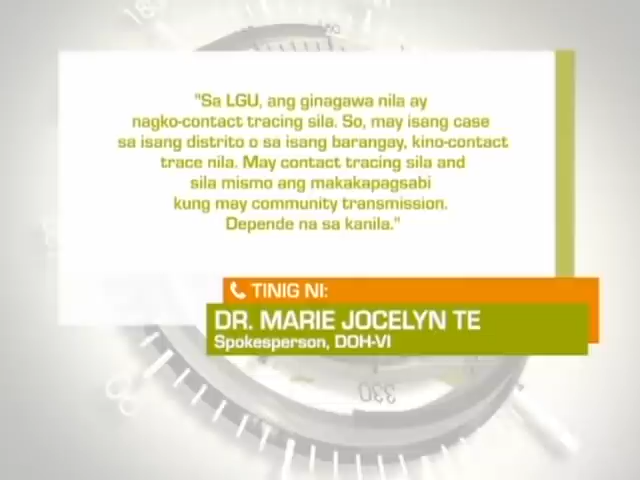 "Sa LGU, ang ginagawa nila ay
nagko-contact tracing sila. So, may isang case
sa isang distrito o sa isang barangay, kino-contact
trace nila. May contact tracing sila and
sila mismo ang makakapagsabi
kung may community transmission.
Depende na sa kanila."
TINIG NI:
DR. MARIE JOCELYN TE
Spokesperson, DOH-VI
330